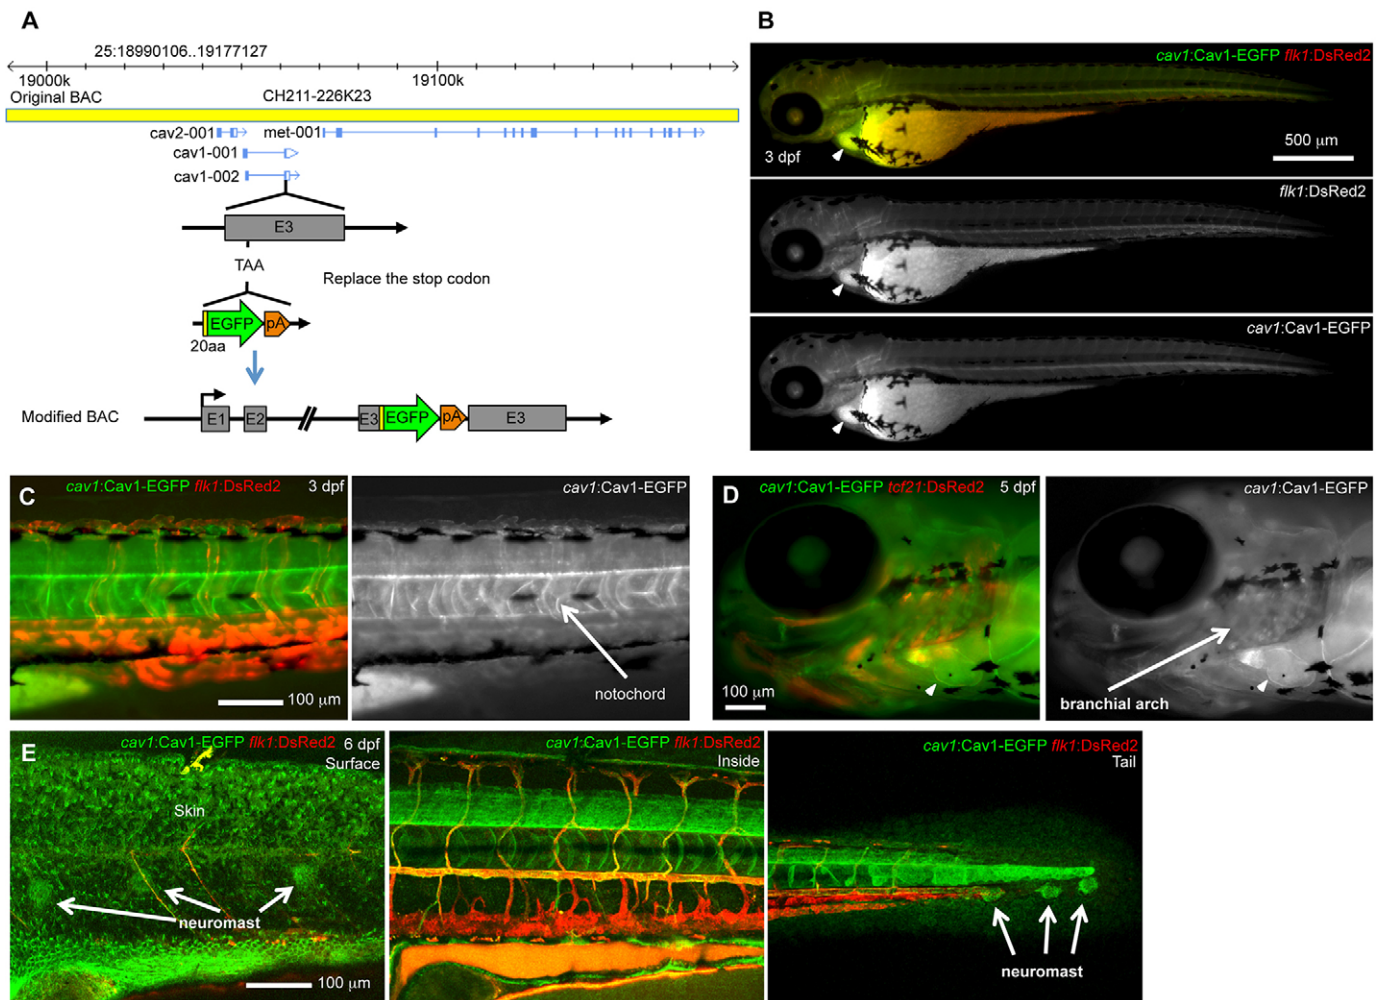 A
25:18990106..19177127
19000k
19100k
Original BAC
CH211-226K23
cav2-001
met-001
cav1-001
cav1-002
E3
TAA
Replace the stop codon
EGFP
pA
20aa
Modified BAC
E1
E2
E3
EGFP
pA
E3
B
cav1:Cav1-EGFP flk1:DsRed2
3 dpf
500 µm
flk1:DsRed2
cav1:Cav1-EGFP
C
cav1:Cav1-EGFP flk1:DsRed2
3 dpf
100 µm
cav1:Cav1-EGFP
notochord
D
cav1:Cav1-EGFP tcf21:DsRed2
5 dpf
100 µm
cav1:Cav1-EGFP
branchial arch
E
cav1:Cav1-EGFP flk1:DsRed2
6 dpf
Surface
Skin
neuromast
100 µm
cav1:Cav1-EGFP flk1:DsRed2
Inside
cav1:Cav1-EGFP flk1:DsRed2
Tail
neuromast